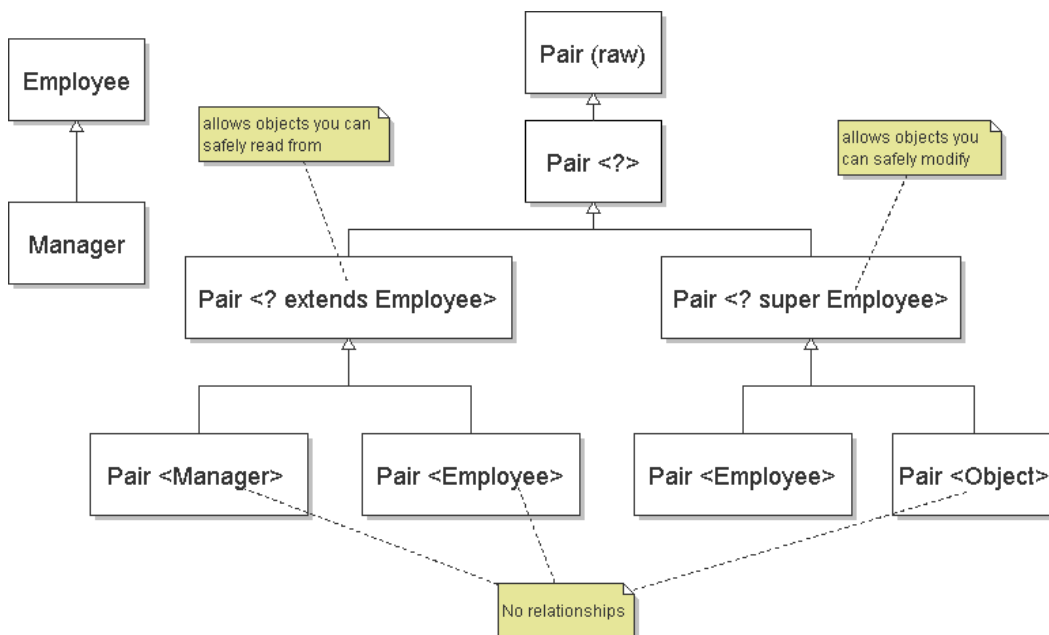 Pair (raw)
Employee
allows objects you can
safely read from
allows objects you
can safely modify
Pair <?>
Manager
Pair <? extends Employee>
Pair <? super Employee>
Pair <Manager>
Pair <Employee>
Pair <Employee>
Pair <Object>
No relationships